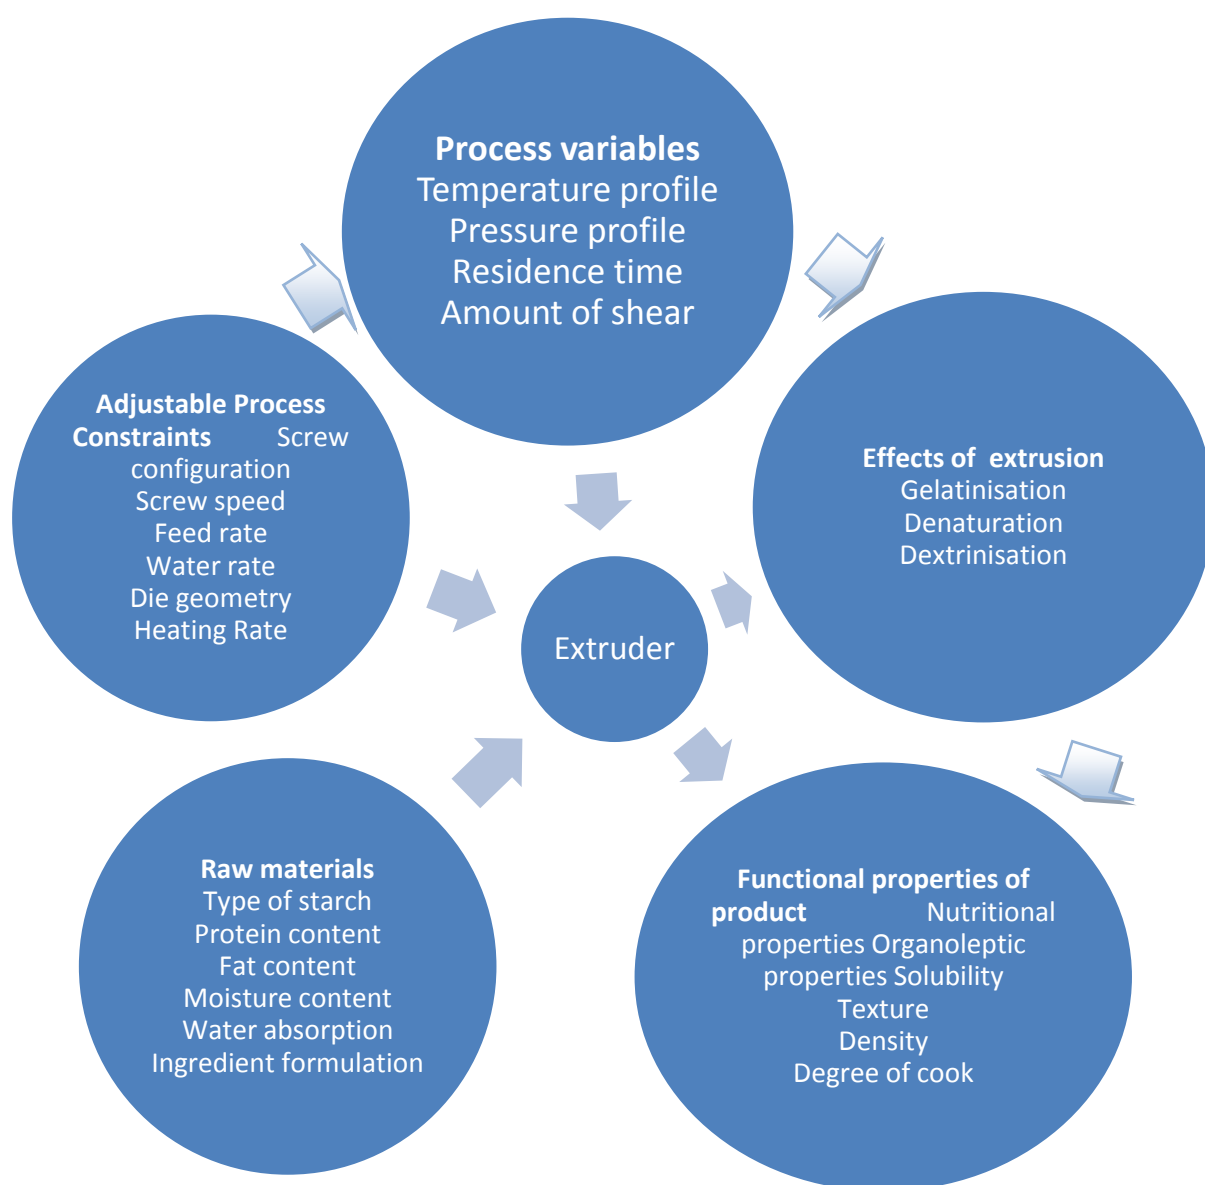 Process variables
Temperature profile
Pressure profile
Residence time
Amount of shear
Adjustable Process
Constraints Screw
configuration
Screw speed
Feed rate
Water rate
Die geometry
Heating Rate
Effects of extrusion
Gelatinisation
Denaturation
Dextrinisation
Extruder
Raw materials
Type of starch
Protein content
Fat content
Moisture content
Water absorption
Ingredient formulation
Functional properties of
product Nutritional
properties Organoleptic
properties Solubility
Texture
Density
Degree of cook